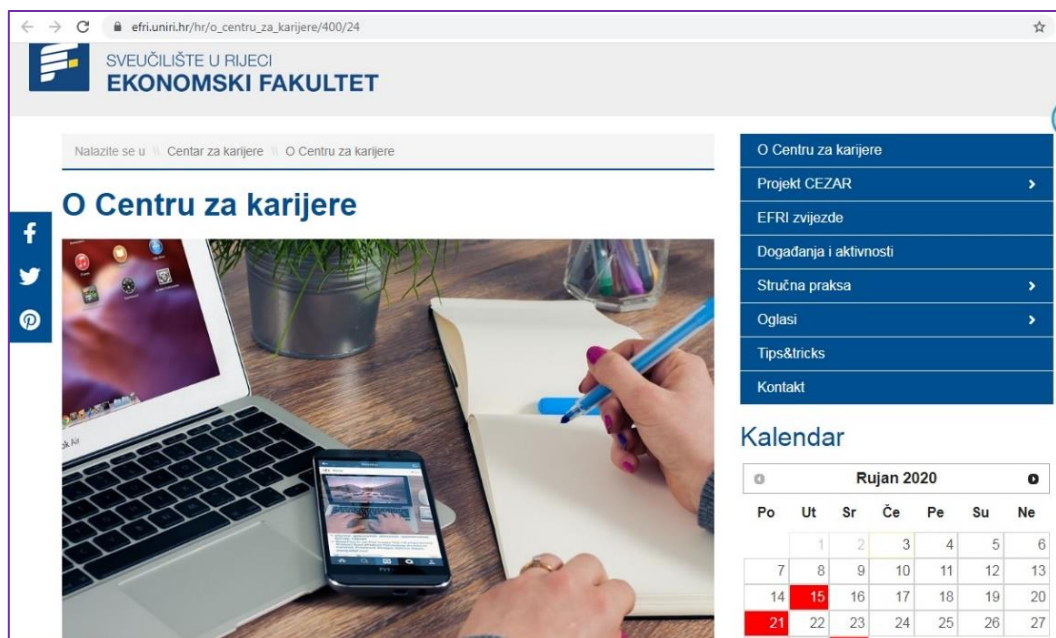 efri.uniri.hr/hr/o_centru_za_karijere/400/24
SVEUČILIŠTE U RIJECI
EKONOMSKI FAKULTET
Nalazite se u \\ Centar za karijere \\ O Centru za karijere
O Centru za karijere
O Centru za karijere
Projekt CEZAR
EFRI zvijezde
Događanja i aktivnosti
Stručna praksa
Oglasi
Tips&tricks
Kontakt
Kalendar
Rujan 2020
Po Ut Sr Če Pe Su Ne
1 2 3 4 5 6
7 8 9 10 11 12 13
14 15 16 17 18 19 20
21 22 23 24 25 26 27